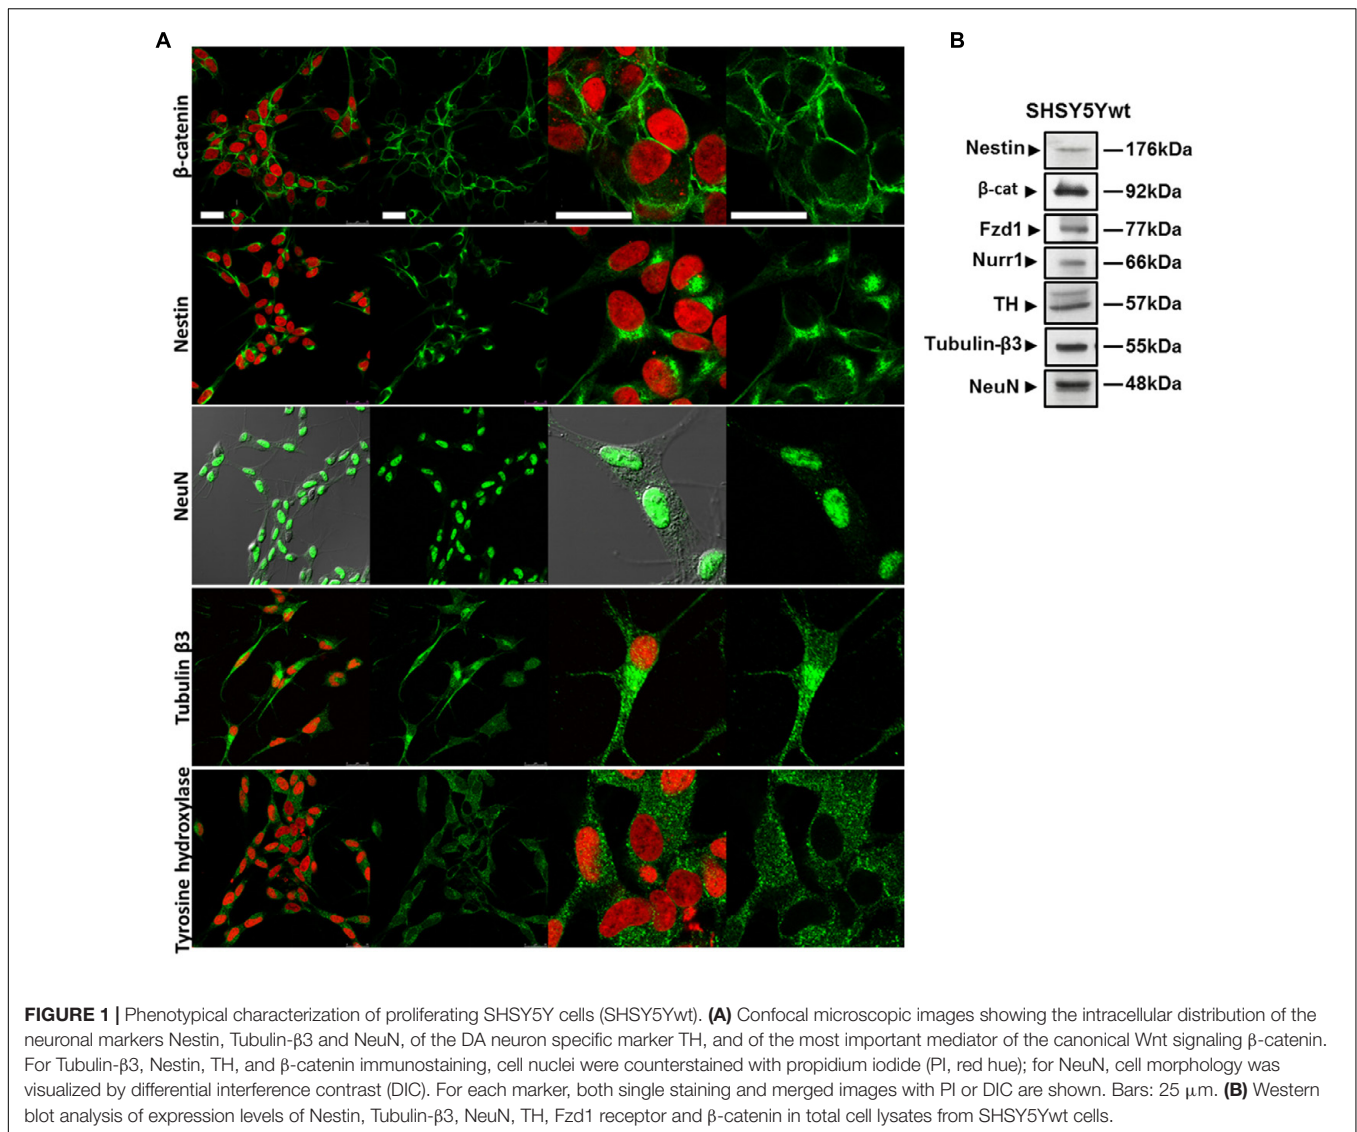 A
β-catenin
Nestin
NeuN
Tubulin β3
Tyrosine hydroxylase
B
SHSY5Ywt
Nestin 176kDa
β-cat 92kDa
Fzd1 77kDa
Nurr1 66kDa
TH 57kDa
Tubulin-β3 55kDa
NeuN 48kDa
FIGURE 1 | Phenotypical characterization of proliferating SHSY5Y cells (SHSY5Ywt). (A) Confocal microscopic images showing the intracellular distribution of the
neuronal markers Nestin, Tubulin-β3 and NeuN, of the DA neuron specific marker TH, and of the most important mediator of the canonical Wnt signaling β-catenin.
For Tubulin-β3, Nestin, TH, and β-catenin immunostaining, cell nuclei were counterstained with propidium iodide (PI, red hue); for NeuN, cell morphology was
visualized by differential interference contrast (DIC). For each marker, both single staining and merged images with PI or DIC are shown. Bars: 25 μm. (B) Western
blot analysis of expression levels of Nestin, Tubulin-β3, NeuN, TH, Fzd1 receptor and β-catenin in total cell lysates from SHSY5Ywt cells.